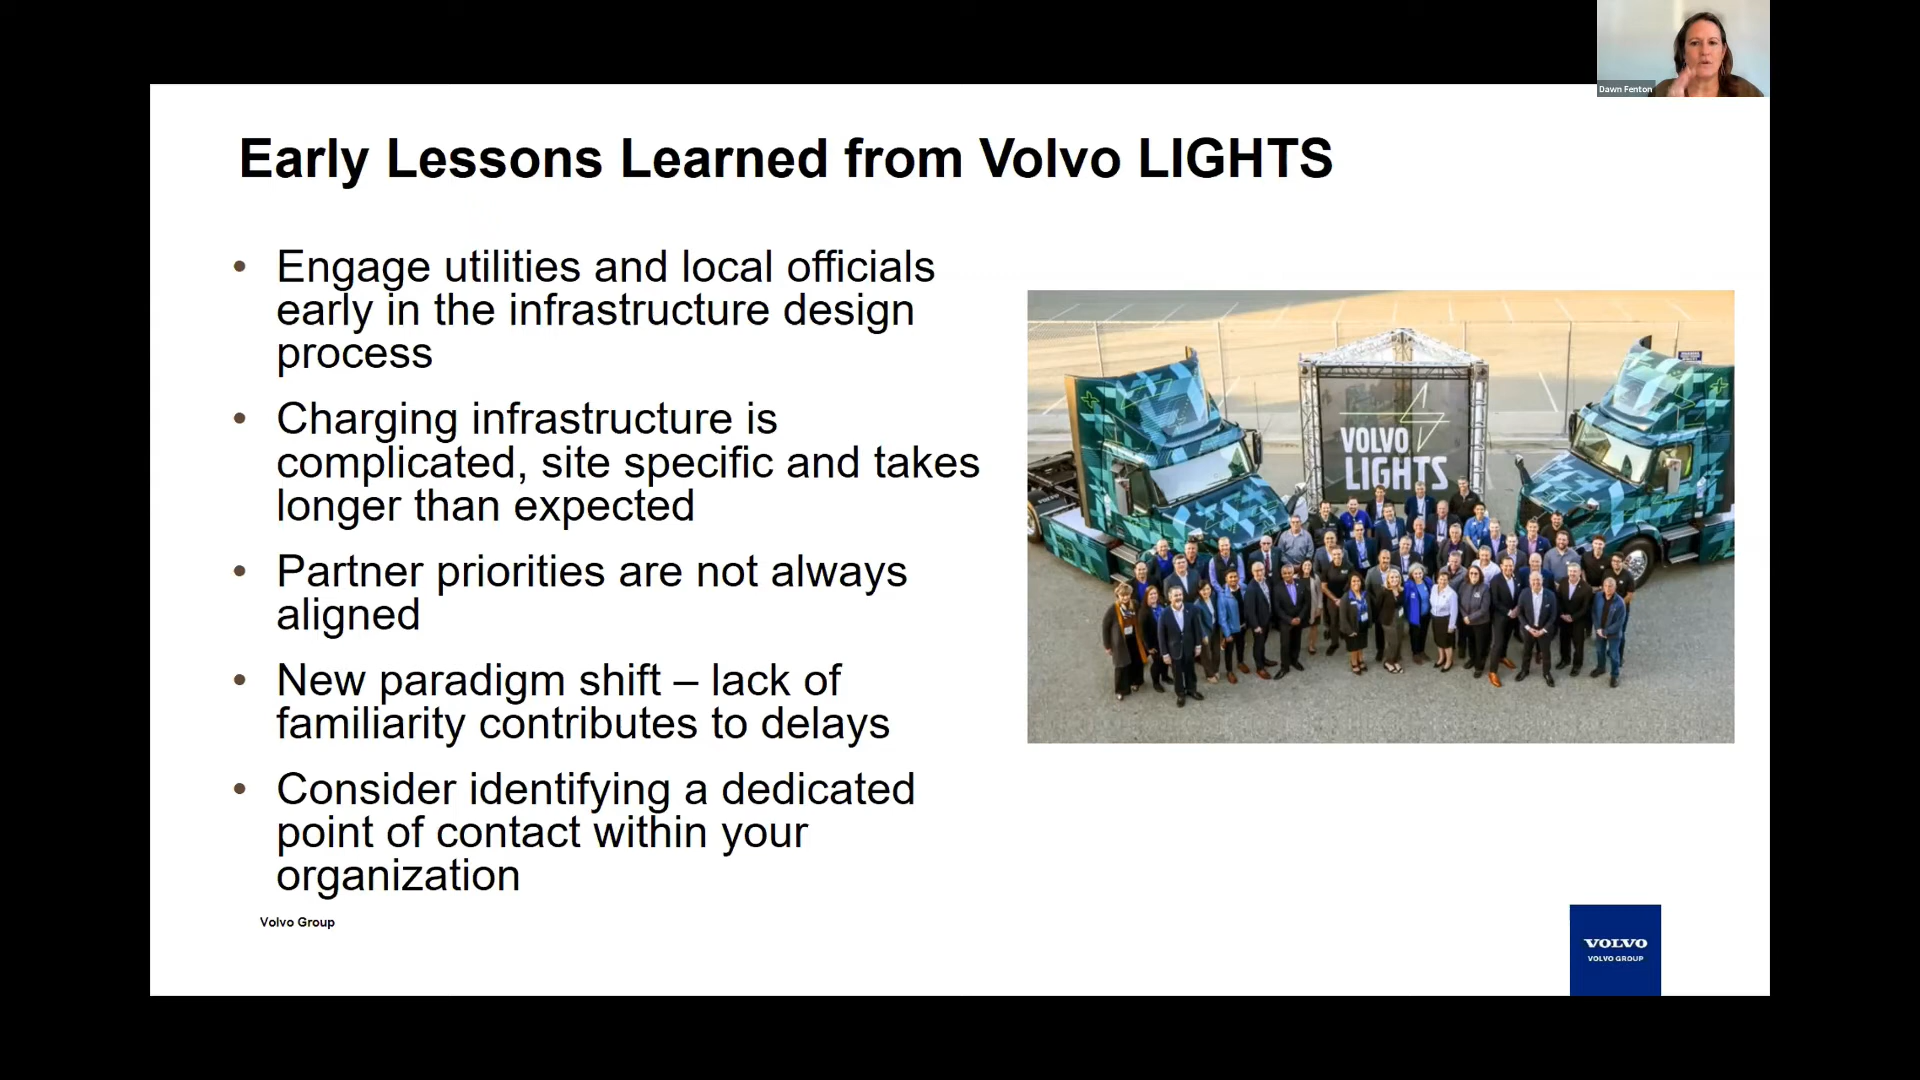 Dawn Fenton
Early Lessons Learned from Volvo LIGHTS
• Engage utilities and local officials
early in the infrastructure design
process
• Charging infrastructure is
complicated, site specific and takes
longer than expected
• Partner priorities are not always
aligned
• New paradigm shift – lack of
familiarity contributes to delays
• Consider identifying a dedicated
point of contact within your
organization
VOLVO
LIGHTS
Volvo Group
VOLVO
VOLVO GROUP